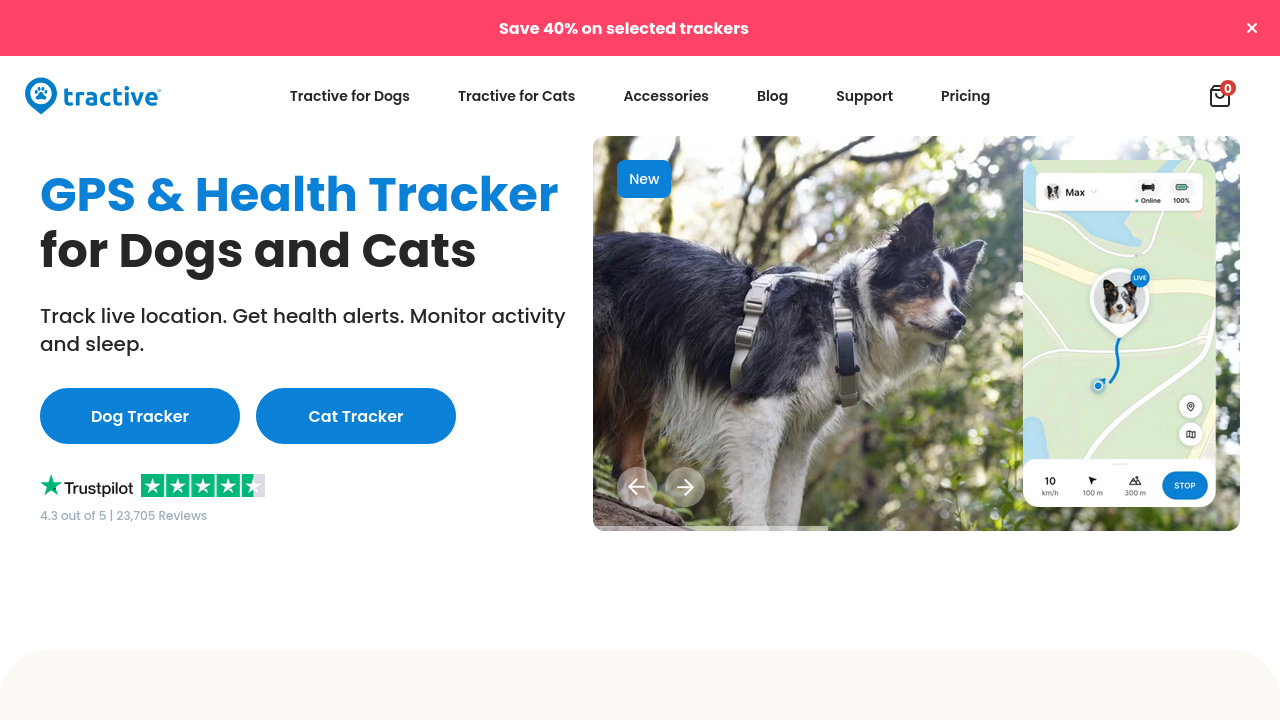 Save 40% on selected trackers
tractive
Tractive for Dogs
Tractive for Cats
Accessories
Blog
Support
Pricing
0
GPS & Health Tracker
for Dogs and Cats
Track live location. Get health alerts. Monitor activity
and sleep.
Dog Tracker
Cat Tracker
Trustpilot
4.3 out of 5 | 23,705 Reviews
New
Max
Online
100%
LIVE
10
km/h
100 m
300 m
STOP